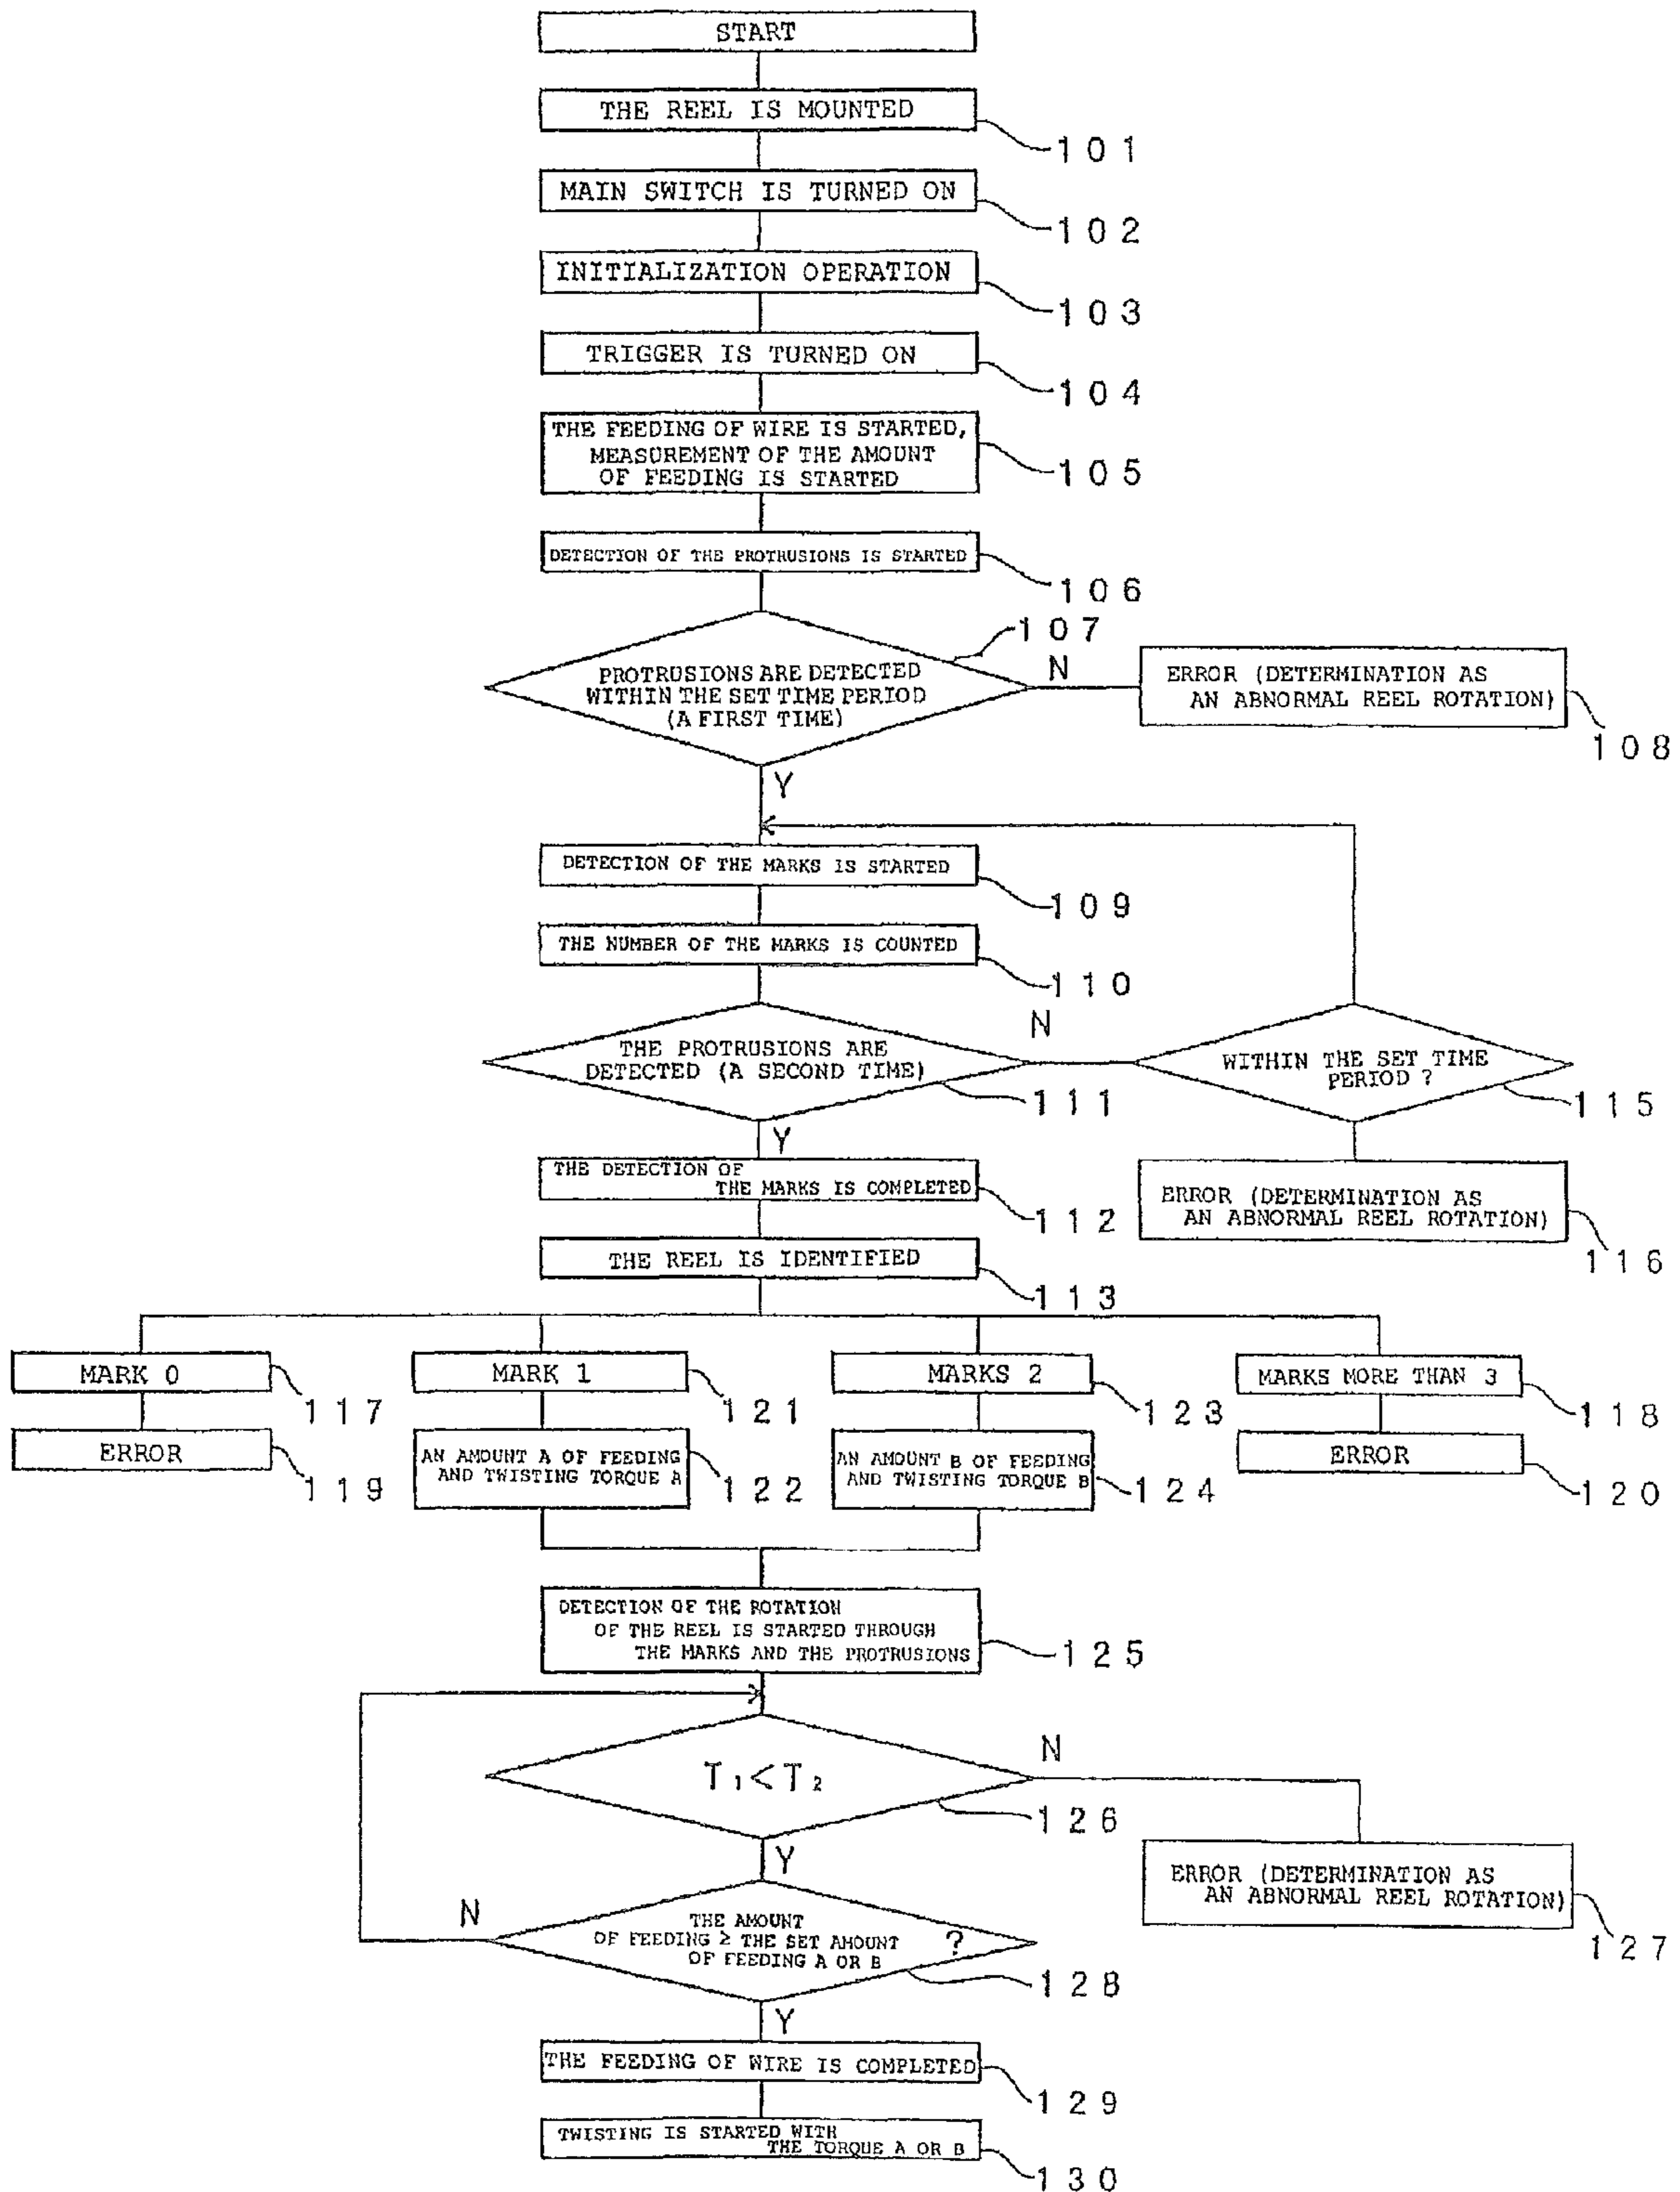 START
THE REEL IS MOUNTED
101
MAIN SWITCH IS TURNED ON
102
INITIALIZATION OPERATION
103
TRIGGER IS TURNED ON
104
THE FEEDING OF WIRE IS STARTED,
MEASUREMENT OF THE AMOUNT
OF FEEDING IS STARTED
105
DETECTION OF THE PROTRUSIONS IS STARTED
106
107
PROTRUSIONS ARE DETECTED
WITHIN THE SET TIME PERIOD
(A FIRST TIME)
N
ERROR (DETERMINATION AS
AN ABNORMAL REEL ROTATION)
108
Y
DETECTION OF THE MARKS IS STARTED
109
THE NUMBER OF THE MARKS IS COUNTED
110
THE PROTRUSIONS ARE
DETECTED (A SECOND TIME)
N
111
WITHIN THE SET TIME
PERIOD ?
115
Y
THE DETECTION OF
THE MARKS IS COMPLETED
112
ERROR (DETERMINATION AS
AN ABNORMAL REEL ROTATION)
116
THE REEL IS IDENTIFIED
113
MARK 0
117
MARK 1
121
MARKS 2
123
MARKS MORE THAN 3
118
ERROR
119
AN AMOUNT A OF FEEDING
AND TWISTING TORQUE A
122
AN AMOUNT B OF FEEDING
AND TWISTING TORQUE B
124
ERROR
120
DETECTION OF THE ROTATION
OF THE REEL IS STARTED THROUGH
THE MARKS AND THE PROTRUSIONS
125
T1<T2
N
126
Y
ERROR (DETERMINATION AS
AN ABNORMAL REEL ROTATION)
127
N
THE AMOUNT
OF FEEDING ≥ THE SET AMOUNT ?
OF FEEDING A OR B
128
Y
THE FEEDING OF WIRE IS COMPLETED
129
TWISTING IS STARTED WITH
THE TORQUE A OR B
130